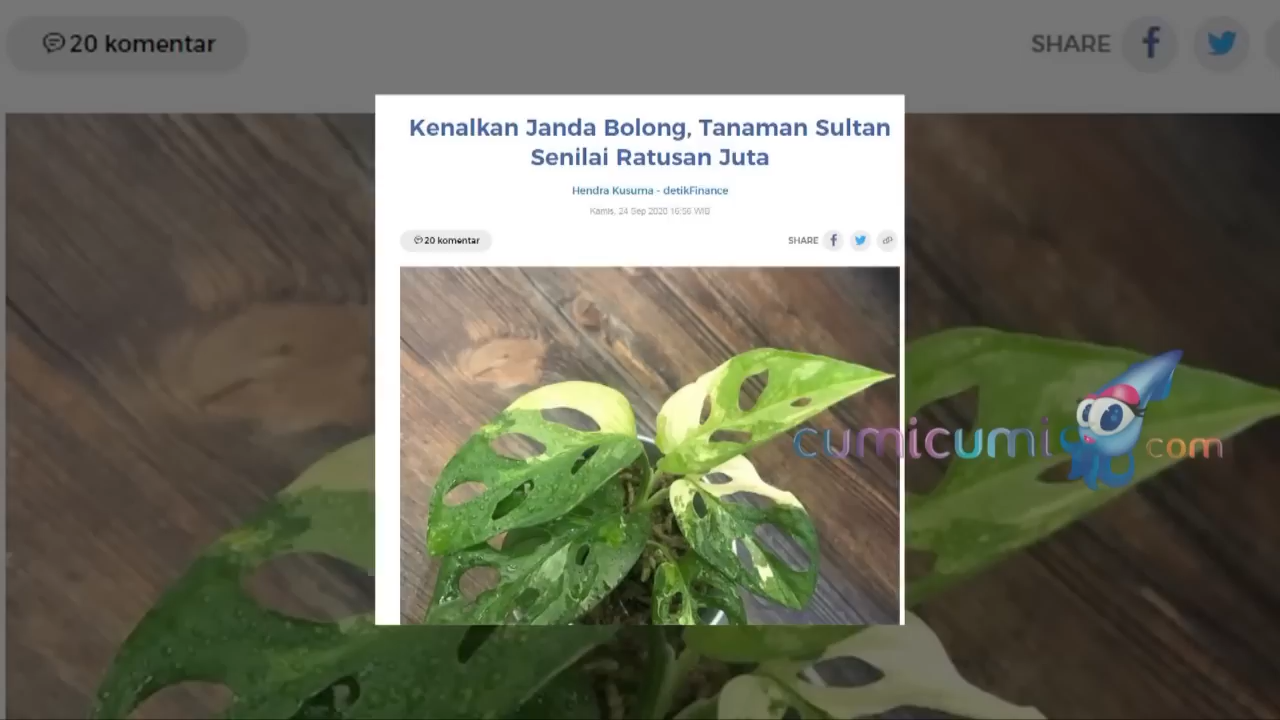 20 komentar
SHARE
Kenalkan Janda Bolong, Tanaman Sultan
Senilai Ratusan Juta
Hendra Kusuma - detikFinance
Kamis, 24 Sep 2020 16:56 WIB
20 komentar
SHARE
cumicumi.com